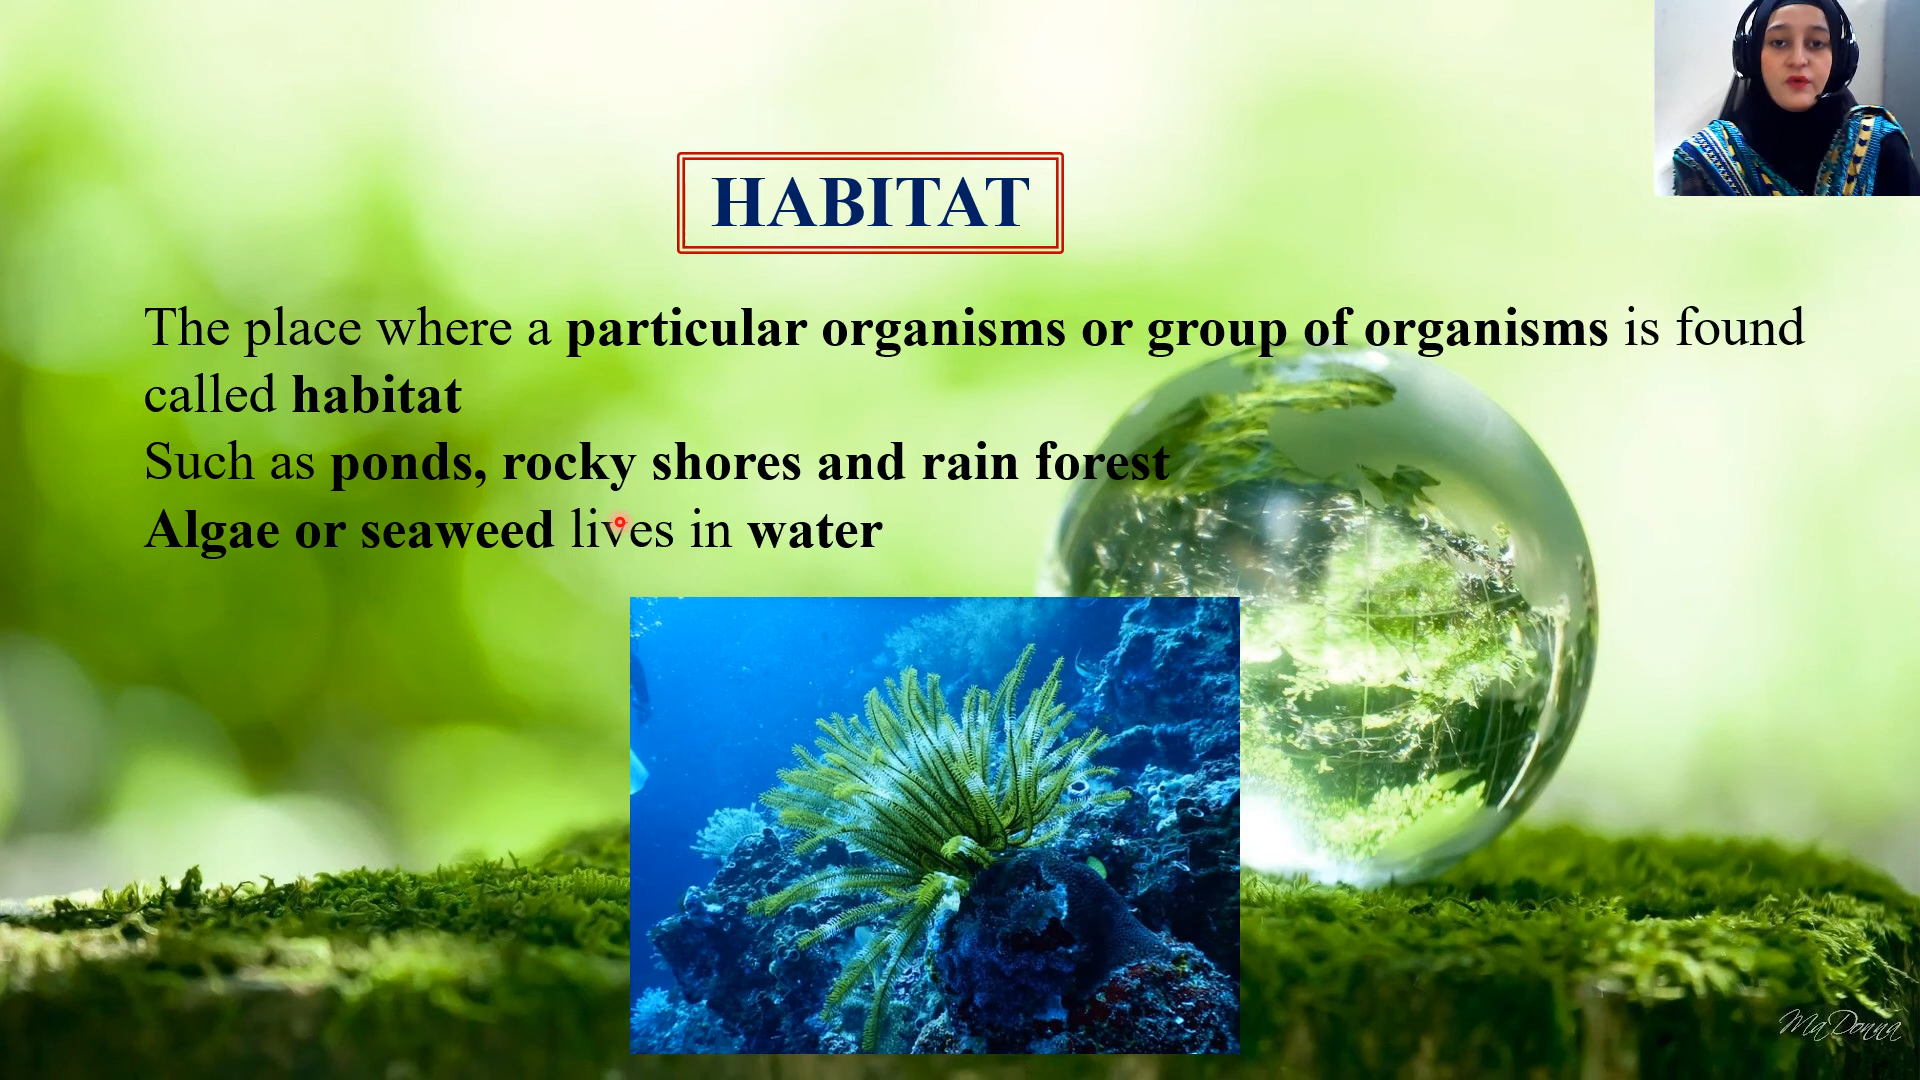 HABITAT
The place where a particular organisms or group of organisms is found
called habitat
Such as ponds, rocky shores and rain forest
Algae or seaweed lives in water
MaDonna